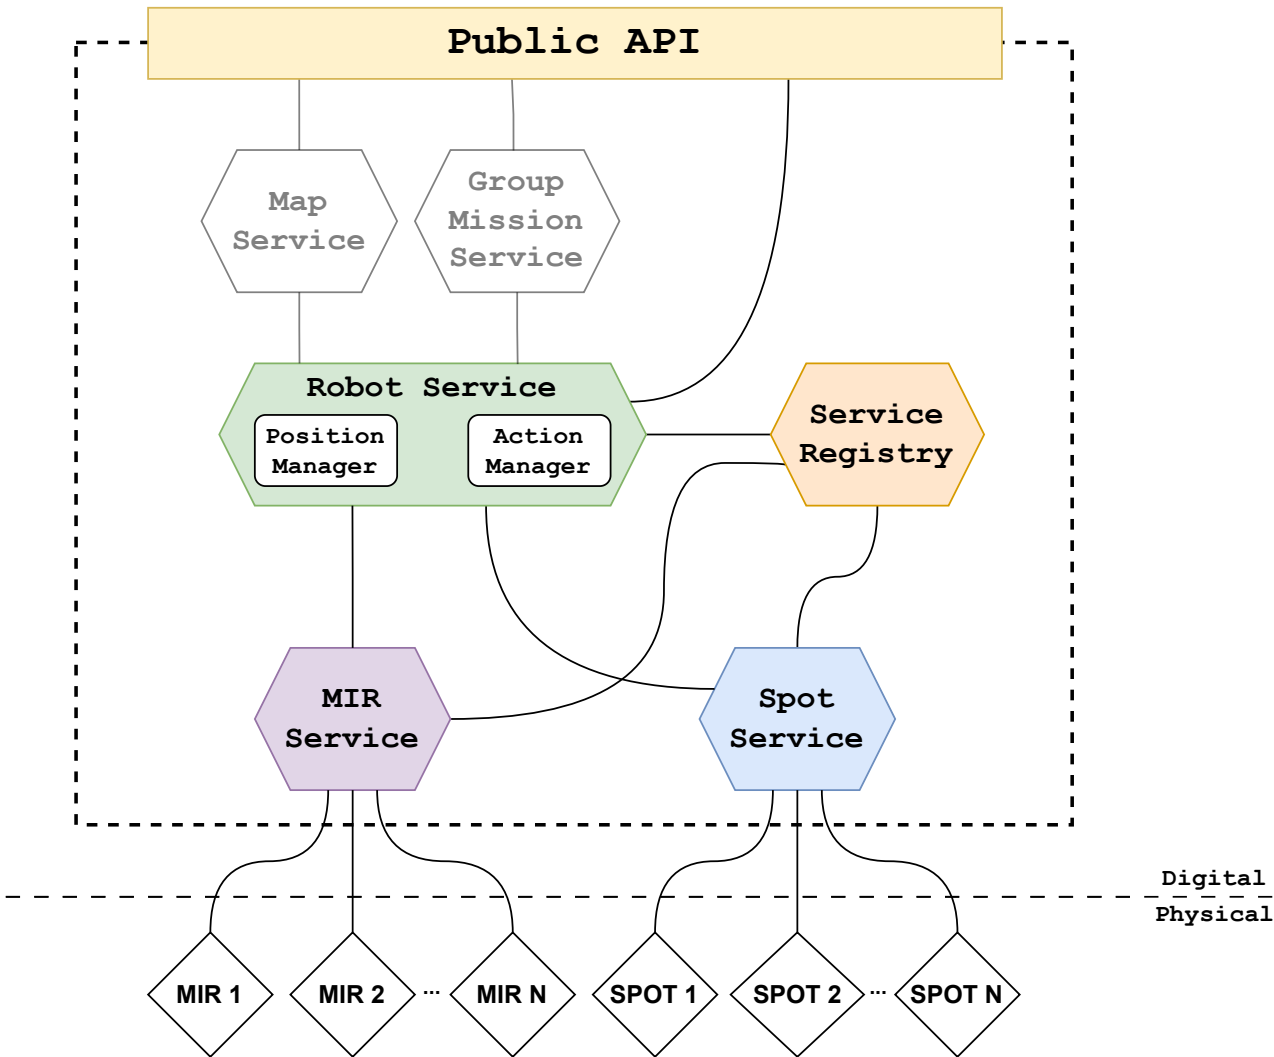 Public API
Map
Service
Group
Mission
Service
Robot Service
Position
Manager
Action
Manager
Service
Registry
MIR
Service
Spot
Service
Digital
Physical
MIR 1
MIR 2
...
MIR N
SPOT 1
SPOT 2
...
SPOT N